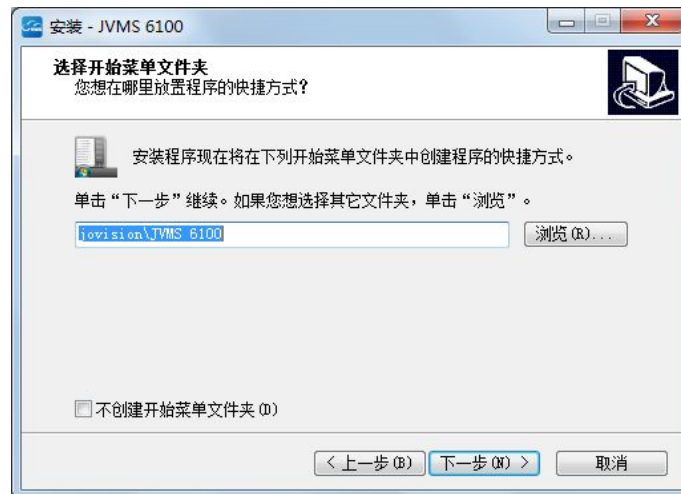 安装 - JVMS 6100
选择开始菜单文件夹
您想在哪里放置程序的快捷方式？
安装程序现在将在下列开始菜单文件夹中创建程序的快捷方式。
单击“下一步”继续。如果您想选择其它文件夹，单击“浏览”。
jovision\JVMS 6100
浏览(R)...
不创建开始菜单文件夹(D)
< 上一步(B) 下一步(N) > 取消